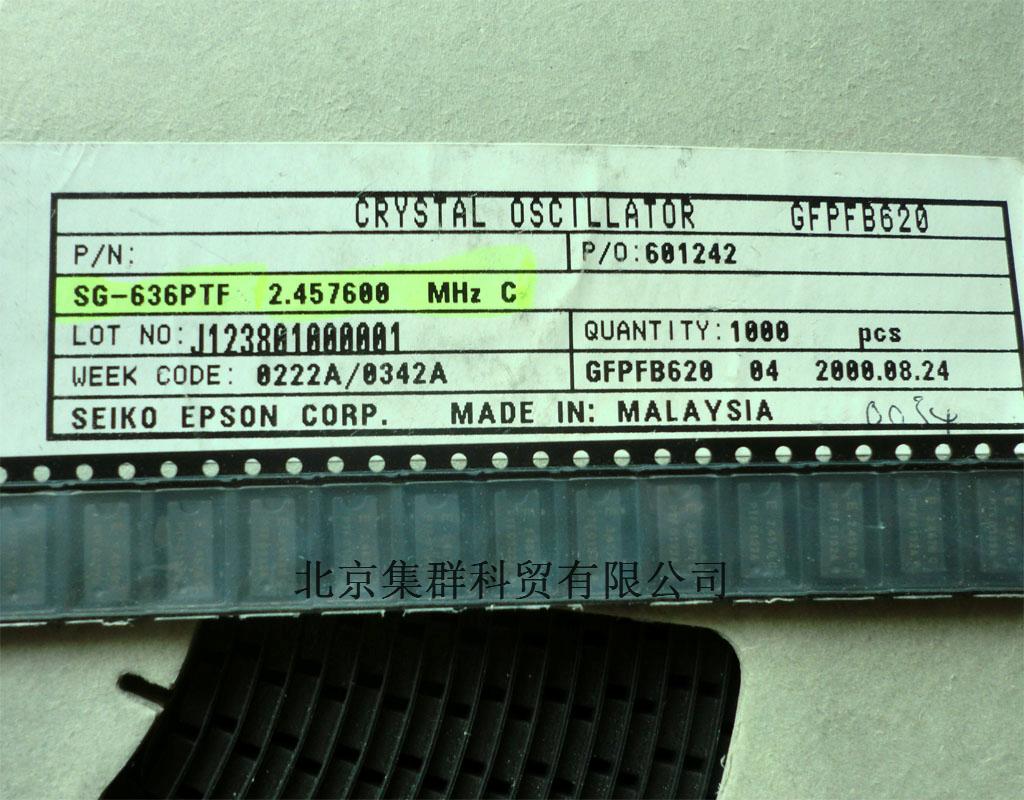 CRYSTAL OSCILLATOR GFPFB620
P/N: P/O:601242
SG-636PTF 2.457600 MHz C
LOT NO:J123801000001 QUANTITY:1000 pcs
WEEK CODE: 0222A/0342A GFPFB620 04 2000.08.24
SEIKO EPSON CORP. MADE IN: MALAYSIA
北京集群科贸有限公司